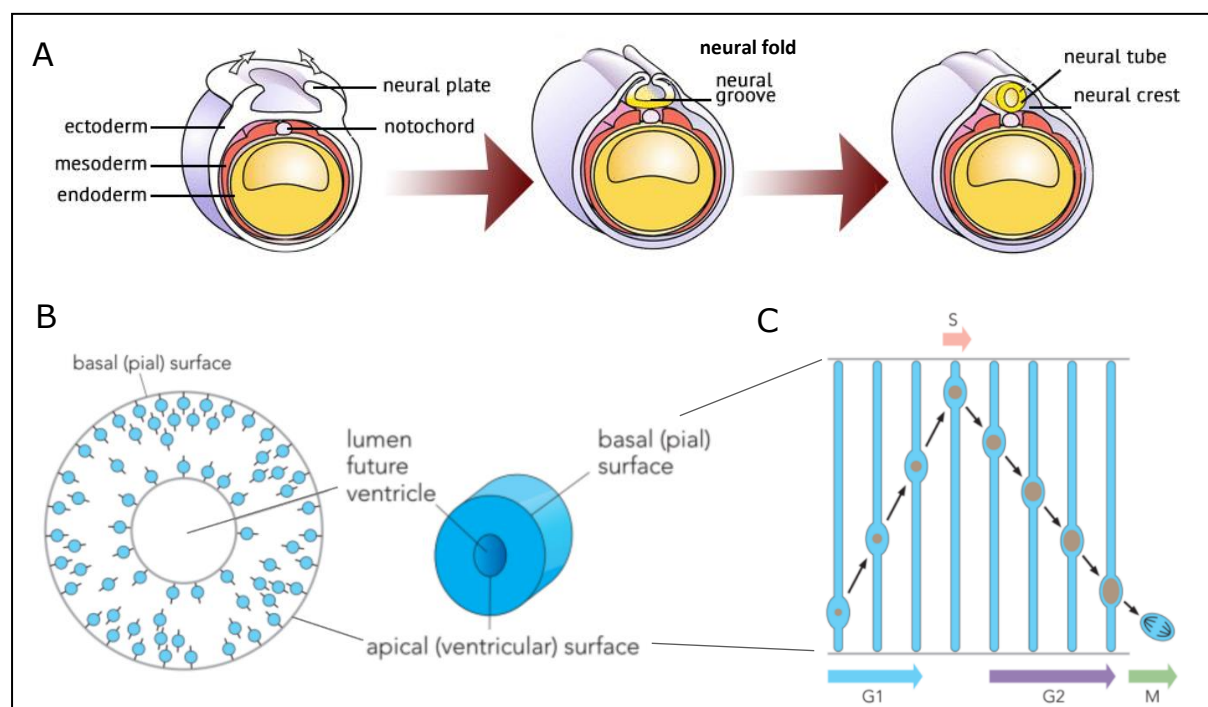 A
neural plate
ectoderm
notochord
mesoderm
endoderm
neural fold
neural
groove
neural tube
neural crest
B
basal (pial) surface
lumen
future
ventricle
basal (pial)
surface
apical (ventricular) surface
C
S
G1
G2
M